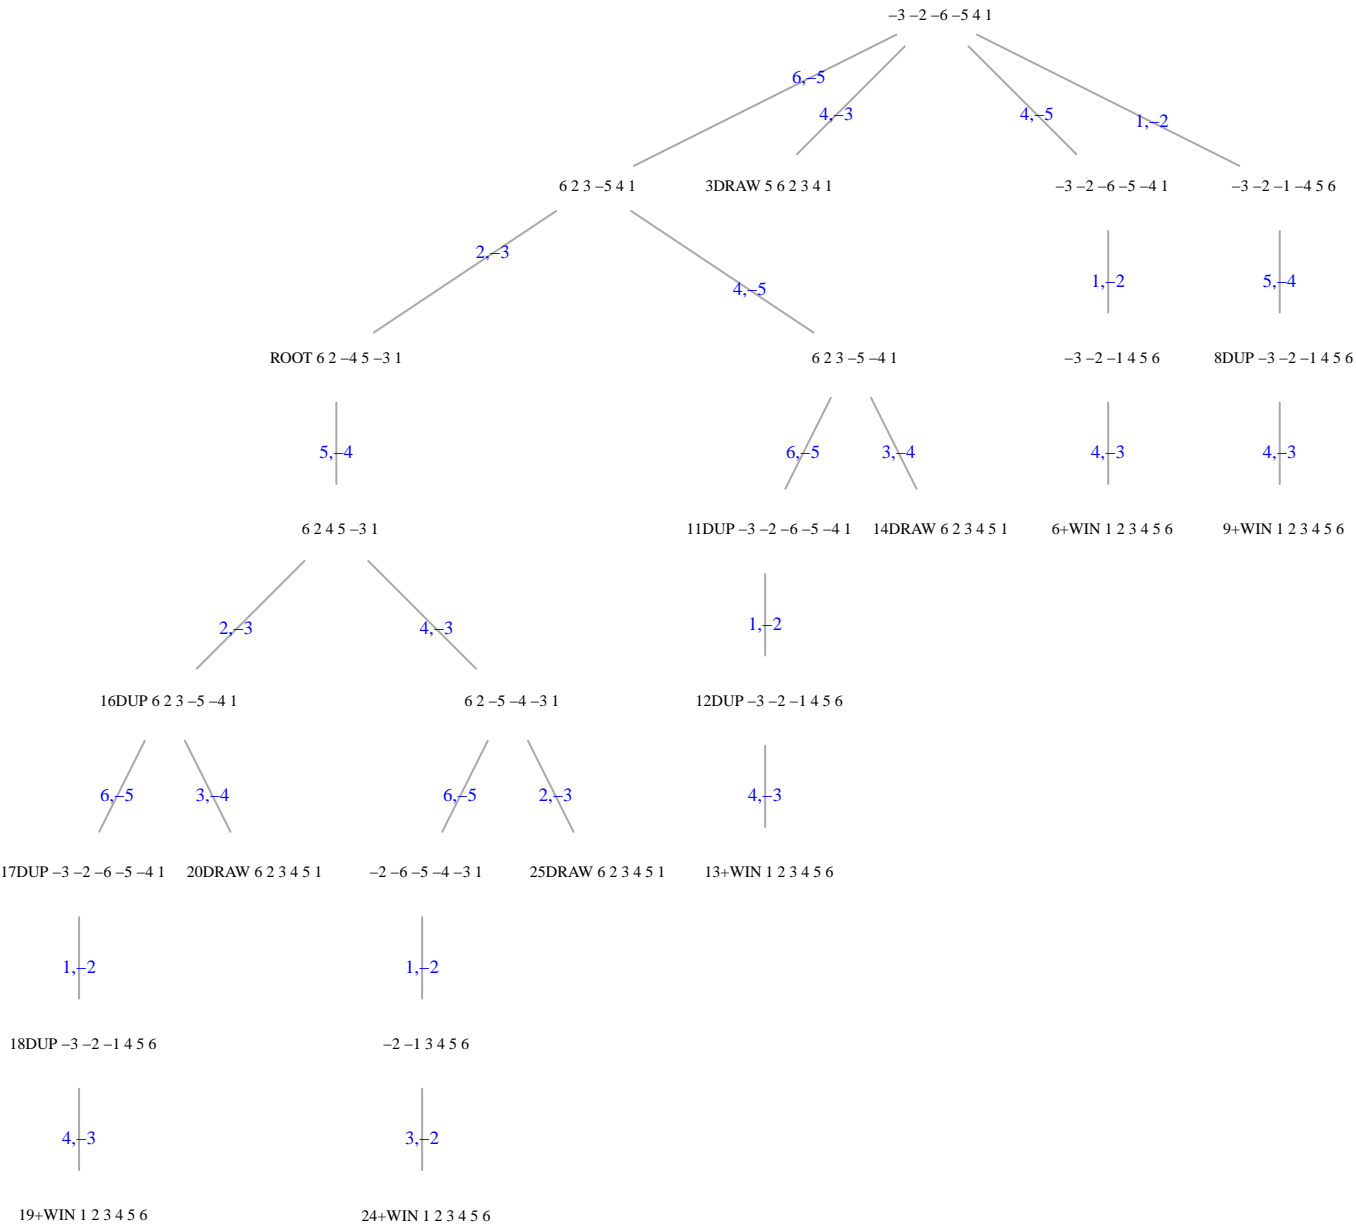 −3 −2 −6 −5 4 1
6,−5
4,−3
4,−5
1,−2
6 2 3 −5 4 1
3DRAW 5 6 2 3 4 1
−3 −2 −6 −5 −4 1
−3 −2 −1 −4 5 6
2,−3
4,−5
1,−2
5,−4
ROOT 6 2 −4 5 −3 1
6 2 3 −5 −4 1
−3 −2 −1 4 5 6
8DUP −3 −2 −1 4 5 6
5,−4
6,−5
3,−4
4,−3
4,−3
6 2 4 5 −3 1
11DUP −3 −2 −6 −5 −4 1
14DRAW 6 2 3 4 5 1
6+WIN 1 2 3 4 5 6
9+WIN 1 2 3 4 5 6
2,−3
4,−3
1,−2
16DUP 6 2 3 −5 −4 1
6 2 −5 −4 −3 1
12DUP −3 −2 −1 4 5 6
6,−5
3,−4
6,−5
2,−3
4,−3
17DUP −3 −2 −6 −5 −4 1
20DRAW 6 2 3 4 5 1
−2 −6 −5 −4 −3 1
25DRAW 6 2 3 4 5 1
13+WIN 1 2 3 4 5 6
1,−2
1,−2
18DUP −3 −2 −1 4 5 6
−2 −1 3 4 5 6
4,−3
3,−2
19+WIN 1 2 3 4 5 6
24+WIN 1 2 3 4 5 6